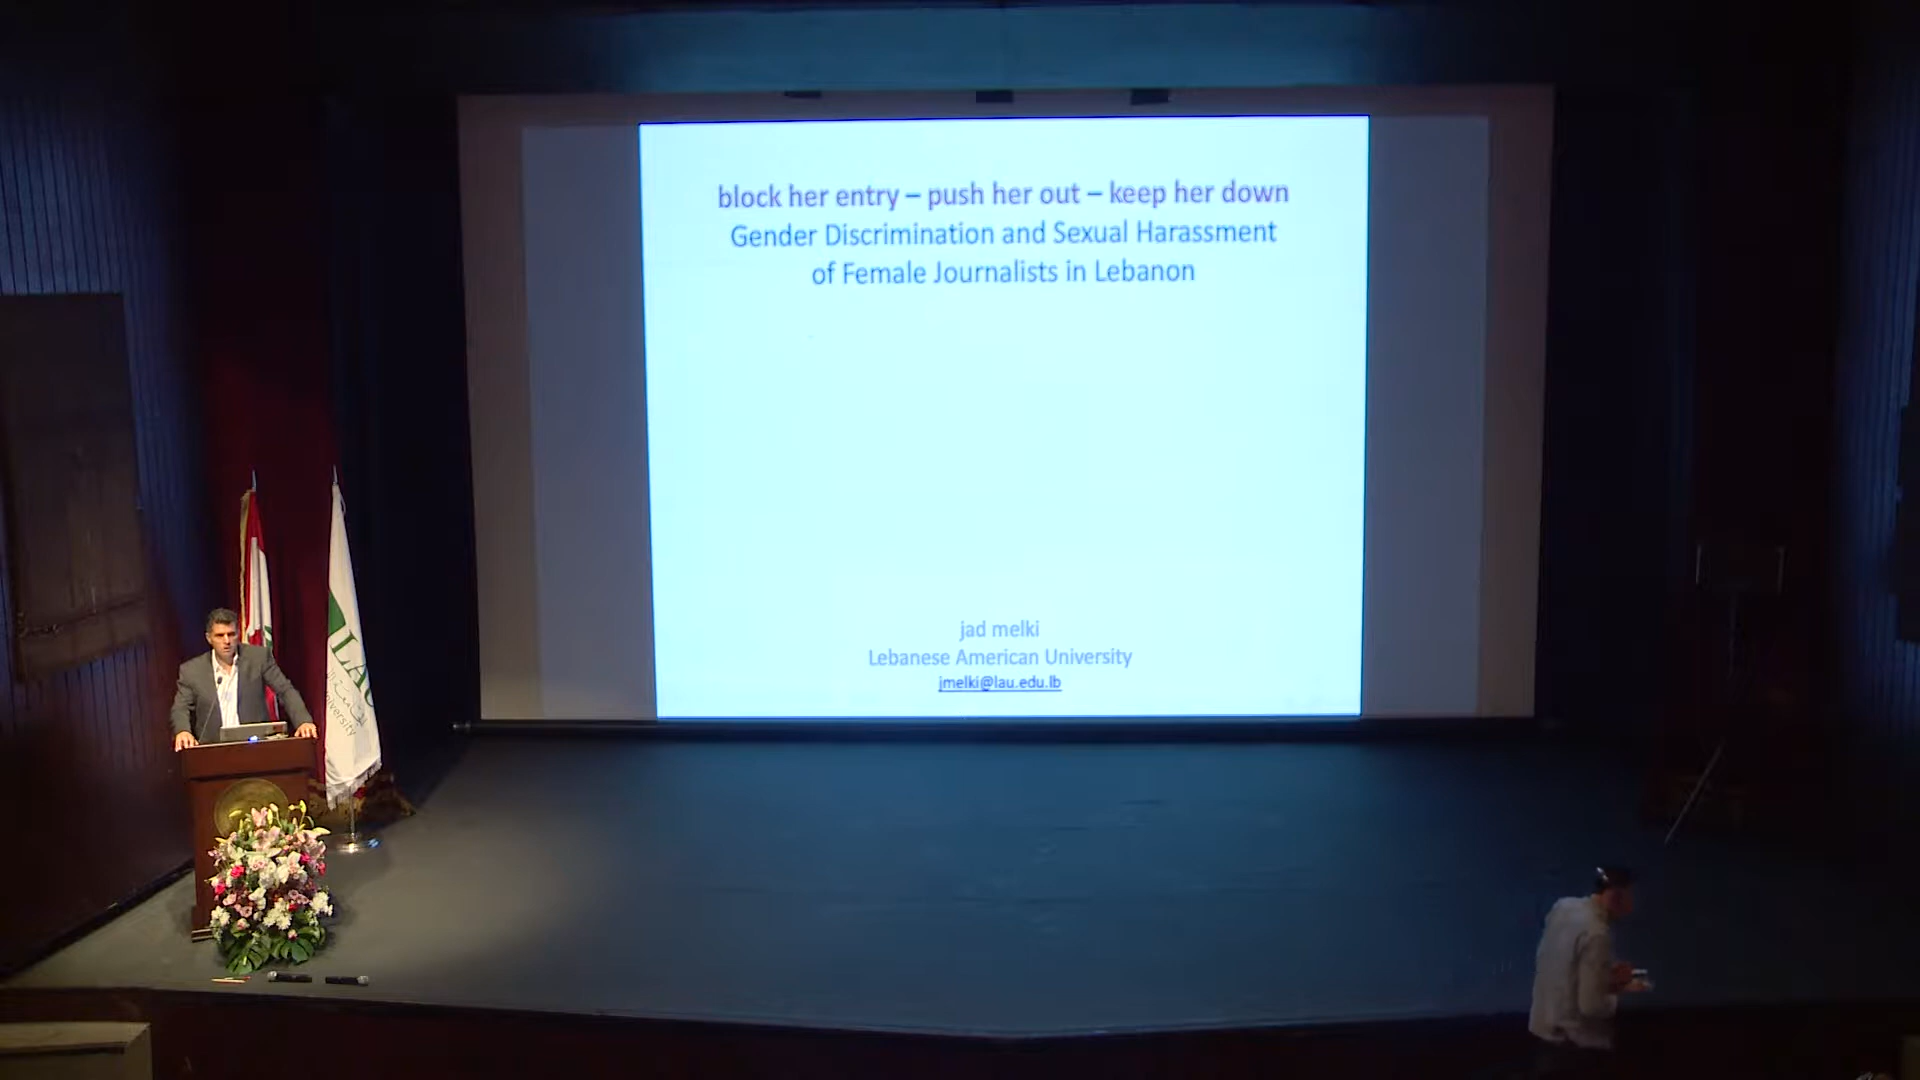 block her entry – push her out – keep her down
Gender Discrimination and Sexual Harassment
of Female Journalists in Lebanon
jad melki
Lebanese American University
jmelki@lau.edu.lb
LAU